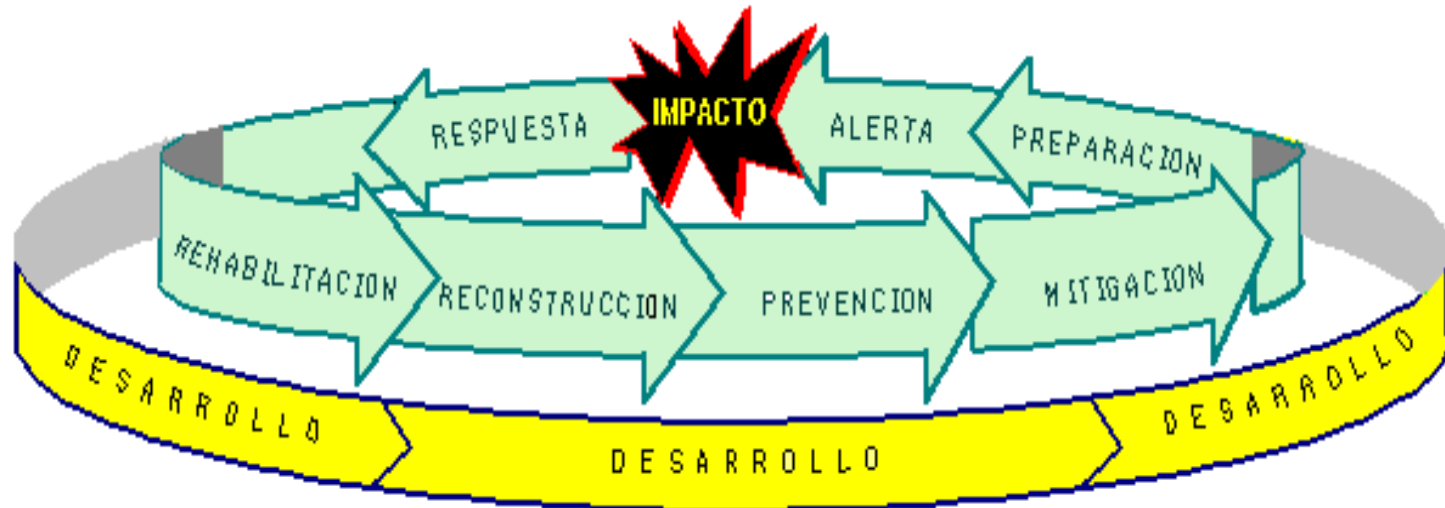 IMPACTO
RESPUESTA
ALERTA
PREPARACION
REHABILITACION
RECONSTRUCCION
PREVENCION
MITIGACION
DESARROLLO
DESARROLLO
DESARROLLO